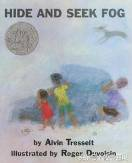 HIDE AND SEEK FOG
by Alvin Tresselt
Illustrated by Roger Duvoisin